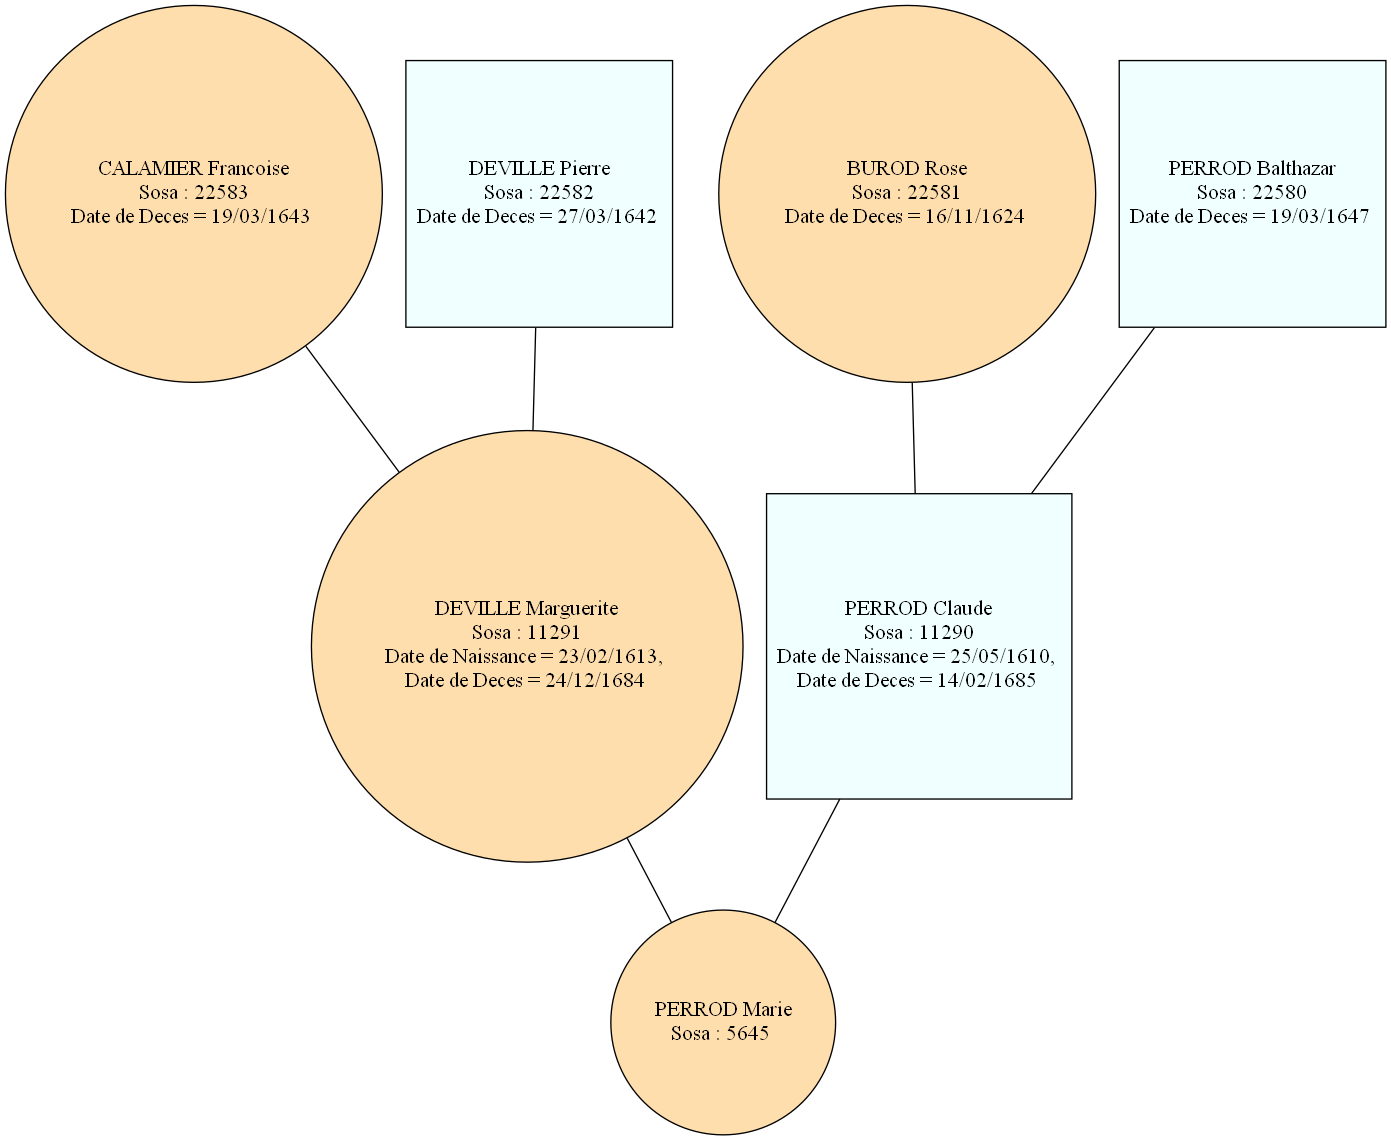 CALAMIER Francoise
Sosa : 22583
Date de Deces = 19/03/1643
DEVILLE Pierre
Sosa : 22582
Date de Deces = 27/03/1642
BUROD Rose
Sosa : 22581
Date de Deces = 16/11/1624
PERROD Balthazar
Sosa : 22580
Date de Deces = 19/03/1647
DEVILLE Marguerite
Sosa : 11291
Date de Naissance = 23/02/1613,
Date de Deces = 24/12/1684
PERROD Claude
Sosa : 11290
Date de Naissance = 25/05/1610,
Date de Deces = 14/02/1685
PERROD Marie
Sosa : 5645